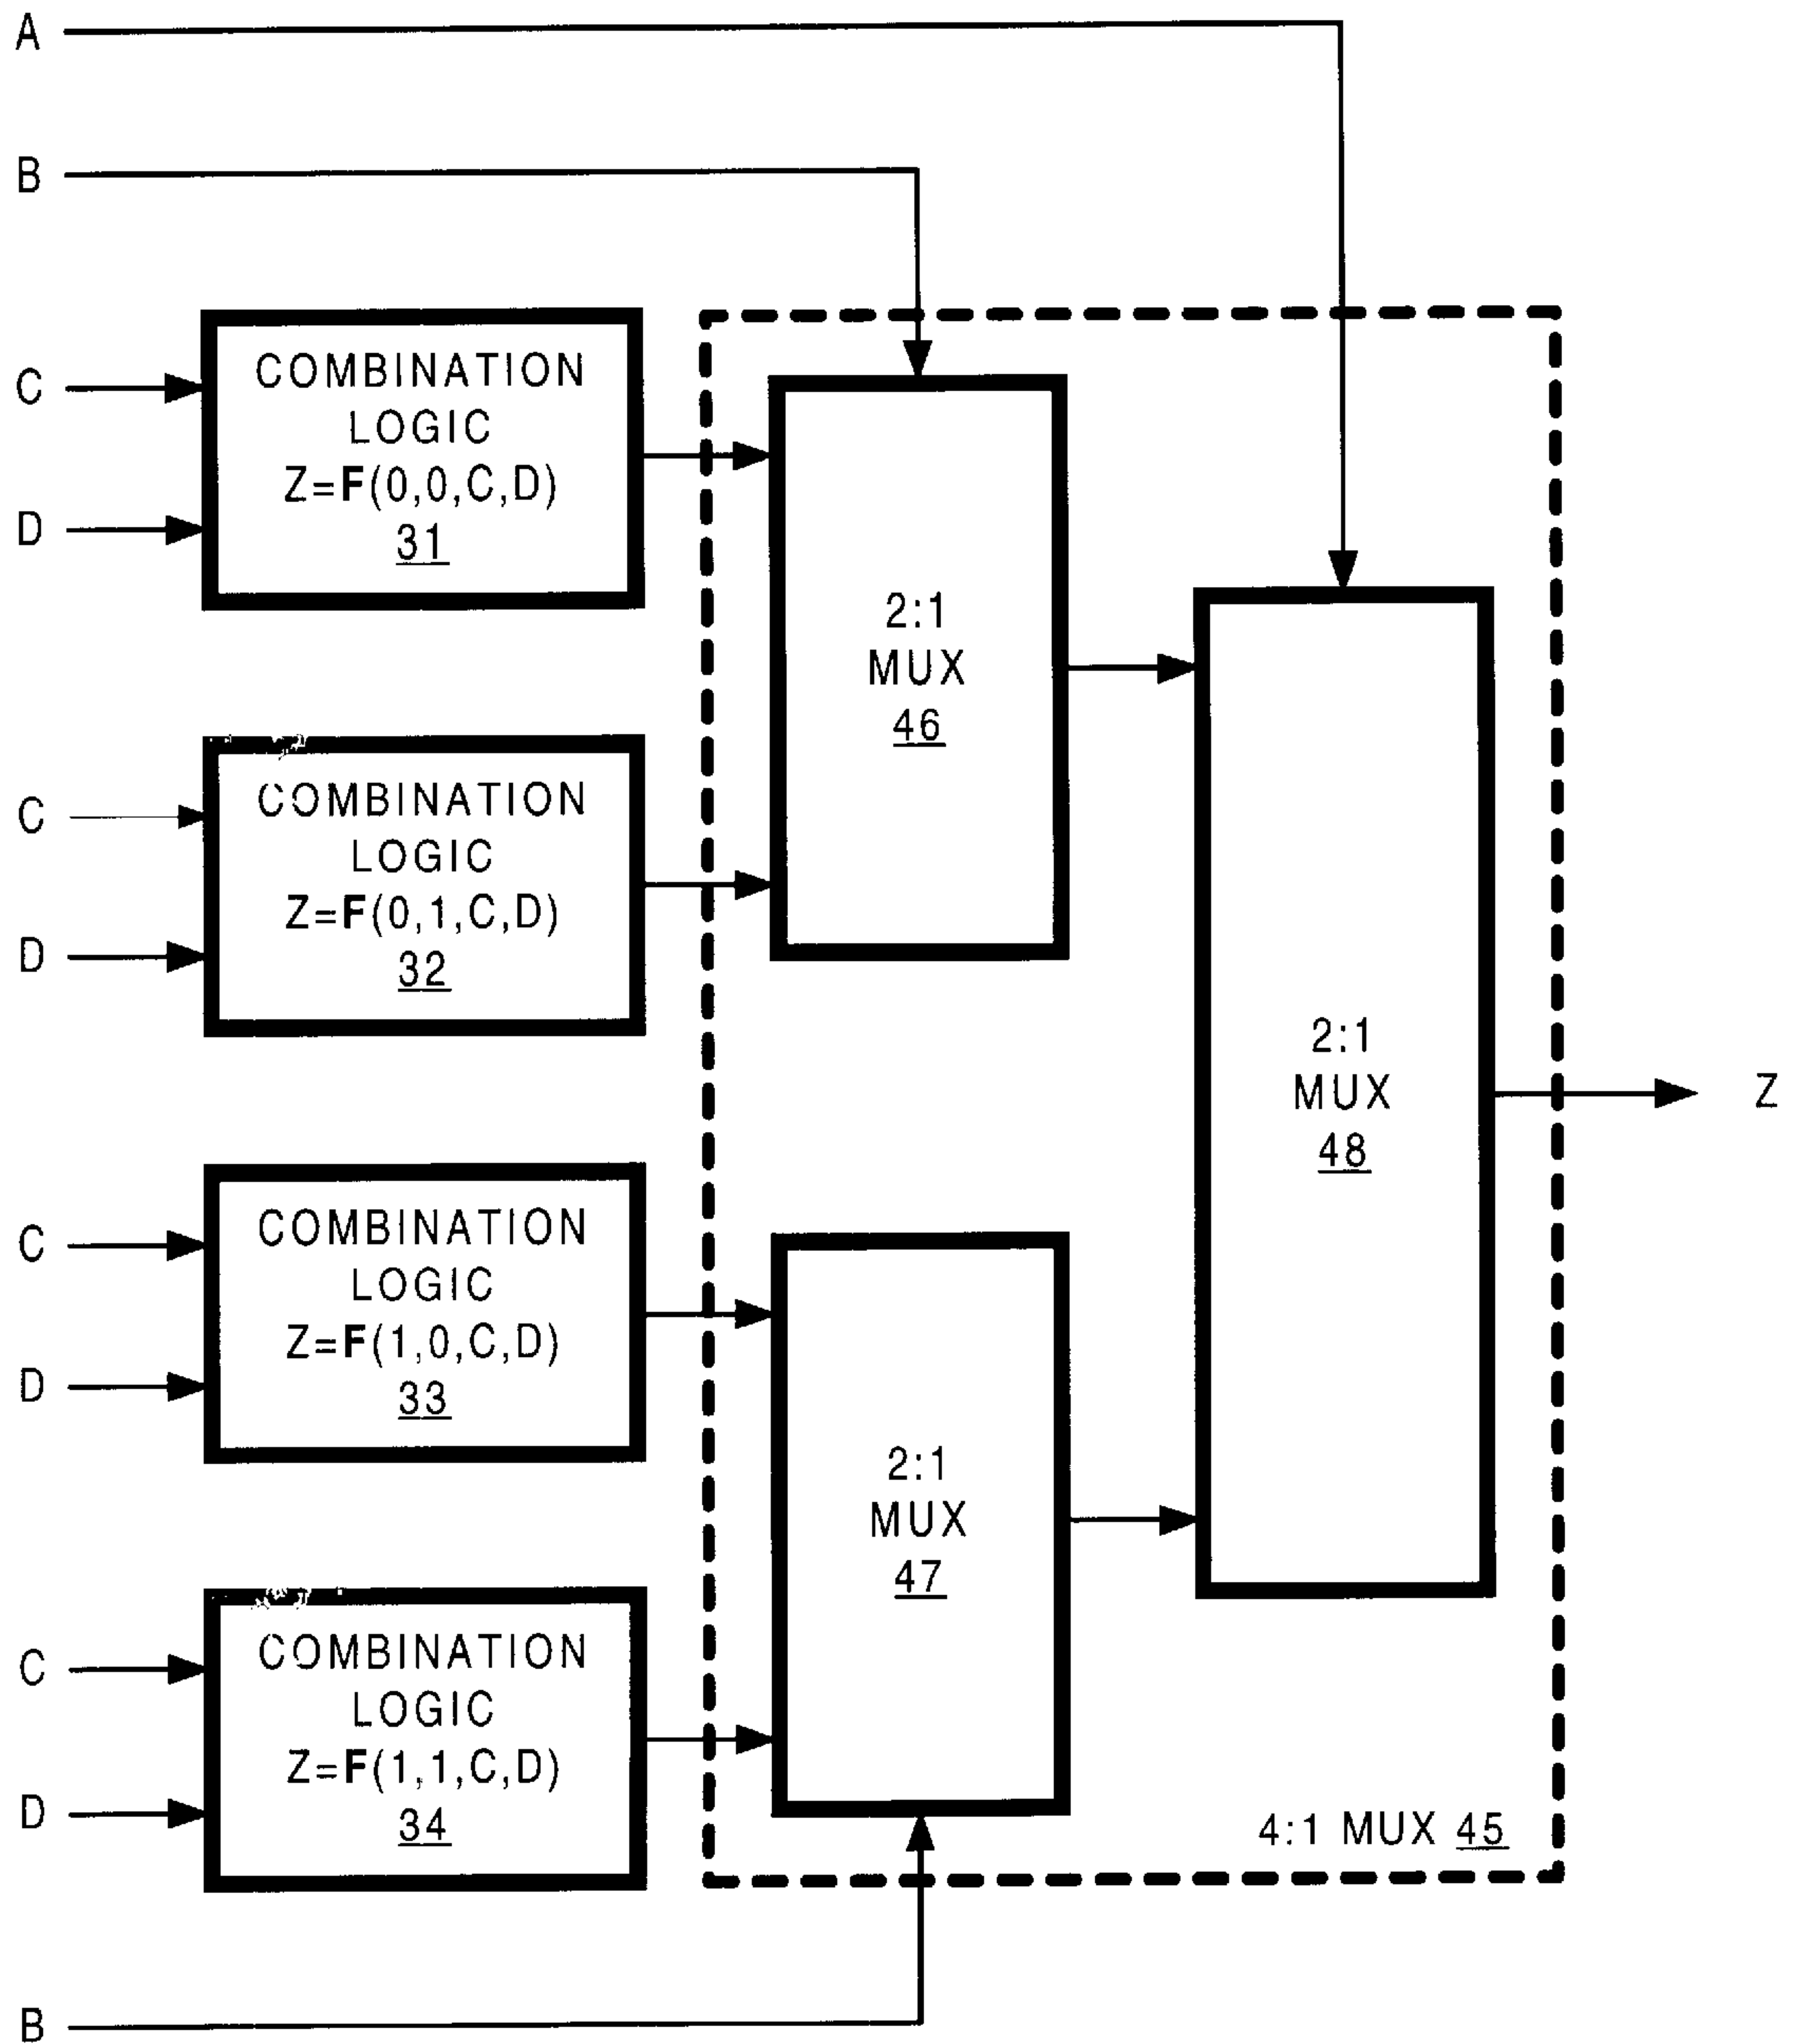 A
B
C
D
COMBINATION
LOGIC
Z=F(0,0,C,D)
31
C
D
COMBINATION
LOGIC
Z=F(0,1,C,D)
32
C
D
COMBINATION
LOGIC
Z=F(1,0,C,D)
33
C
D
COMBINATION
LOGIC
Z=F(1,1,C,D)
34
B
2:1
MUX
46
2:1
MUX
47
2:1
MUX
48
4:1 MUX 45
Z